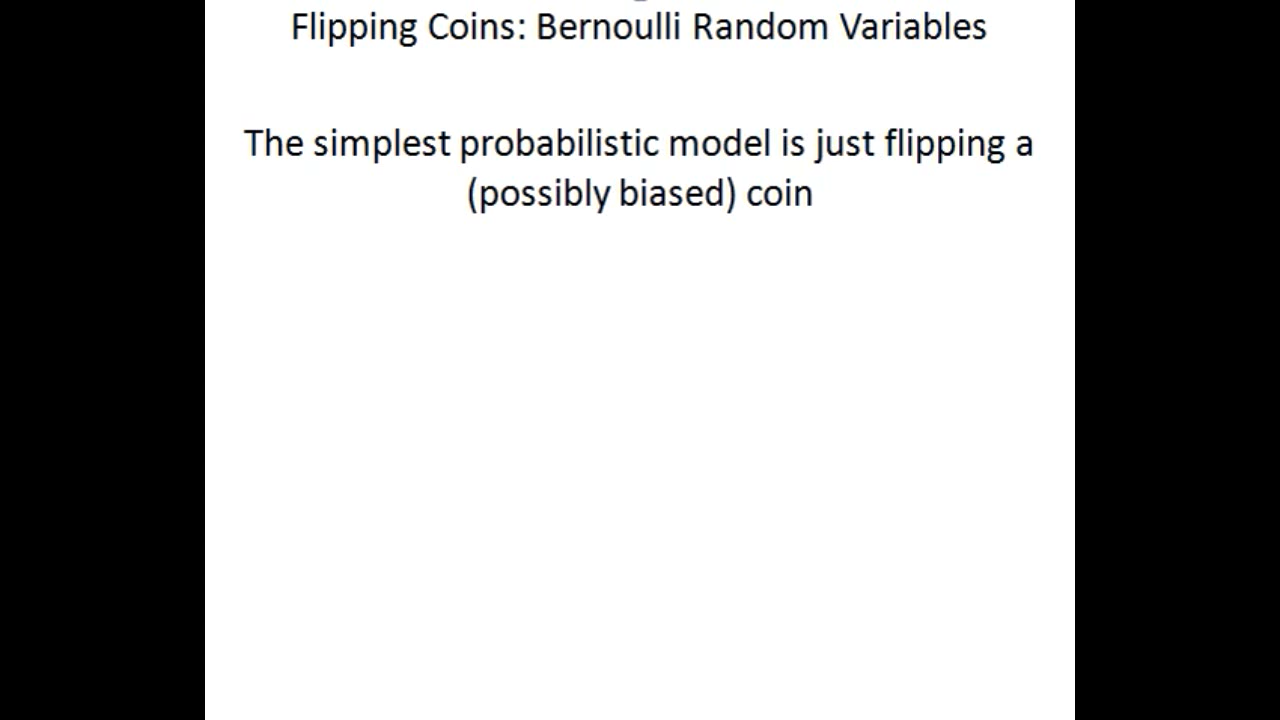 Flipping Coins: Bernoulli Random Variables
The simplest probabilistic model is just flipping a
(possibly biased) coin